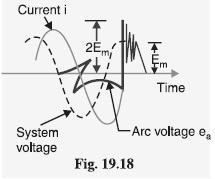 Current i
2Eₘ
Eₘ
Time
System
voltage
Arc voltage eₐ
Fig. 19.18